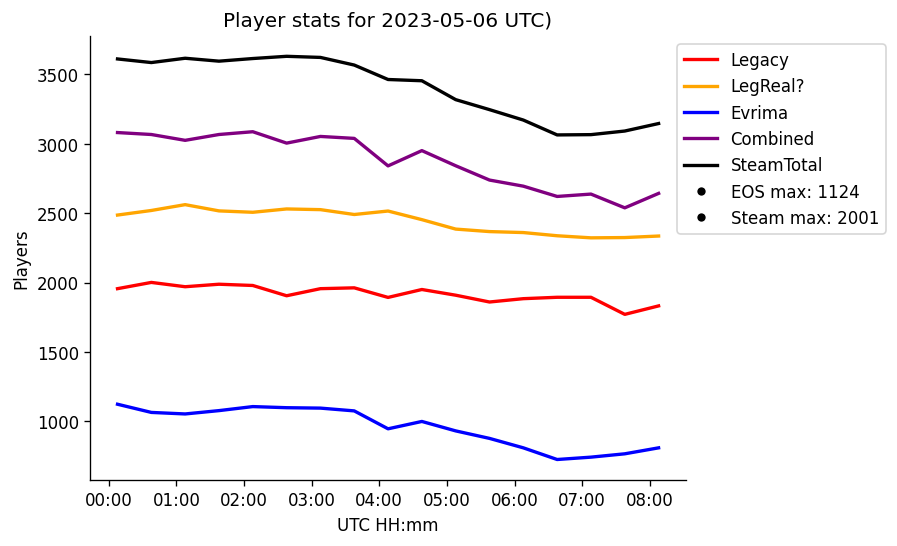 Player stats for 2023-05-06 UTC)
Legacy
LegReal?
Evrima
Combined
SteamTotal
EOS max: 1124
Steam max: 2001
Players
3500
3000
2500
2000
1500
1000
00:00 01:00 02:00 03:00 04:00 05:00 06:00 07:00 08:00
UTC HH:mm